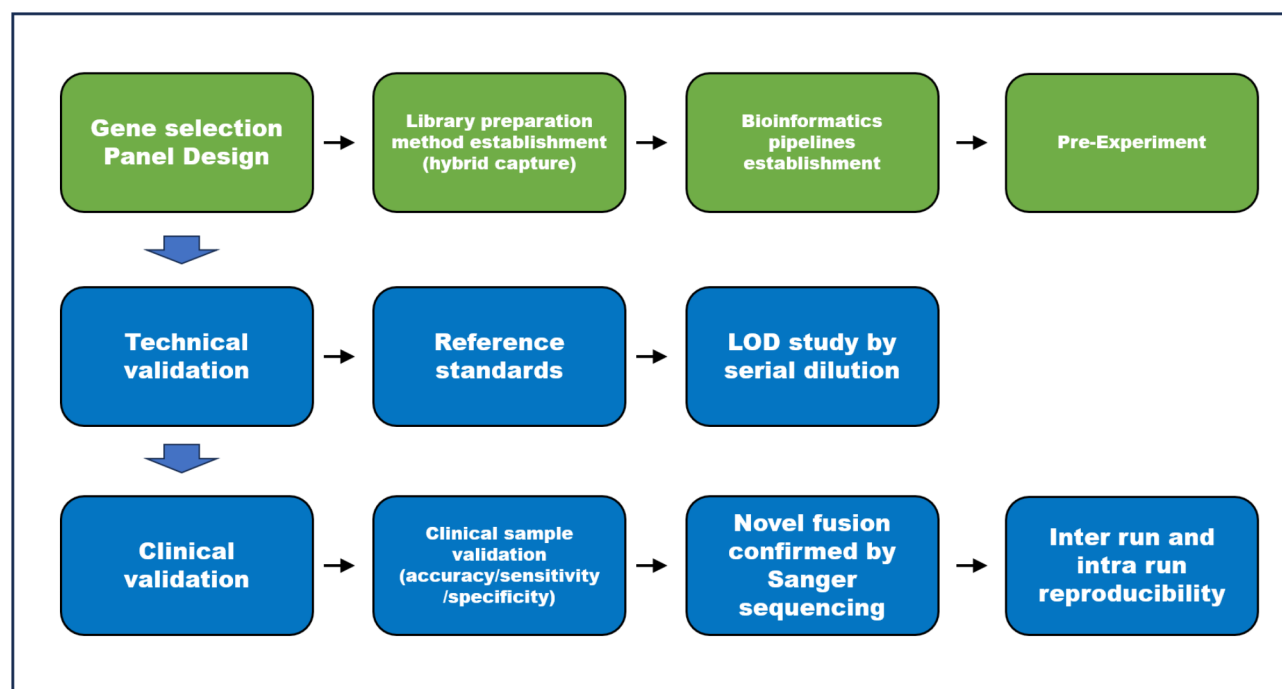 Gene selection
Panel Design
Library preparation
method establishment
(hybrid capture)
Bioinformatics
pipelines
establishment
Pre-Experiment
Technical
validation
Reference
standards
LOD study by
serial dilution
Clinical
validation
Clinical sample
validation
(accuracy/sensitivity
/specificity)
Novel fusion
confirmed by
Sanger
sequencing
Inter run and
intra run
reproducibility